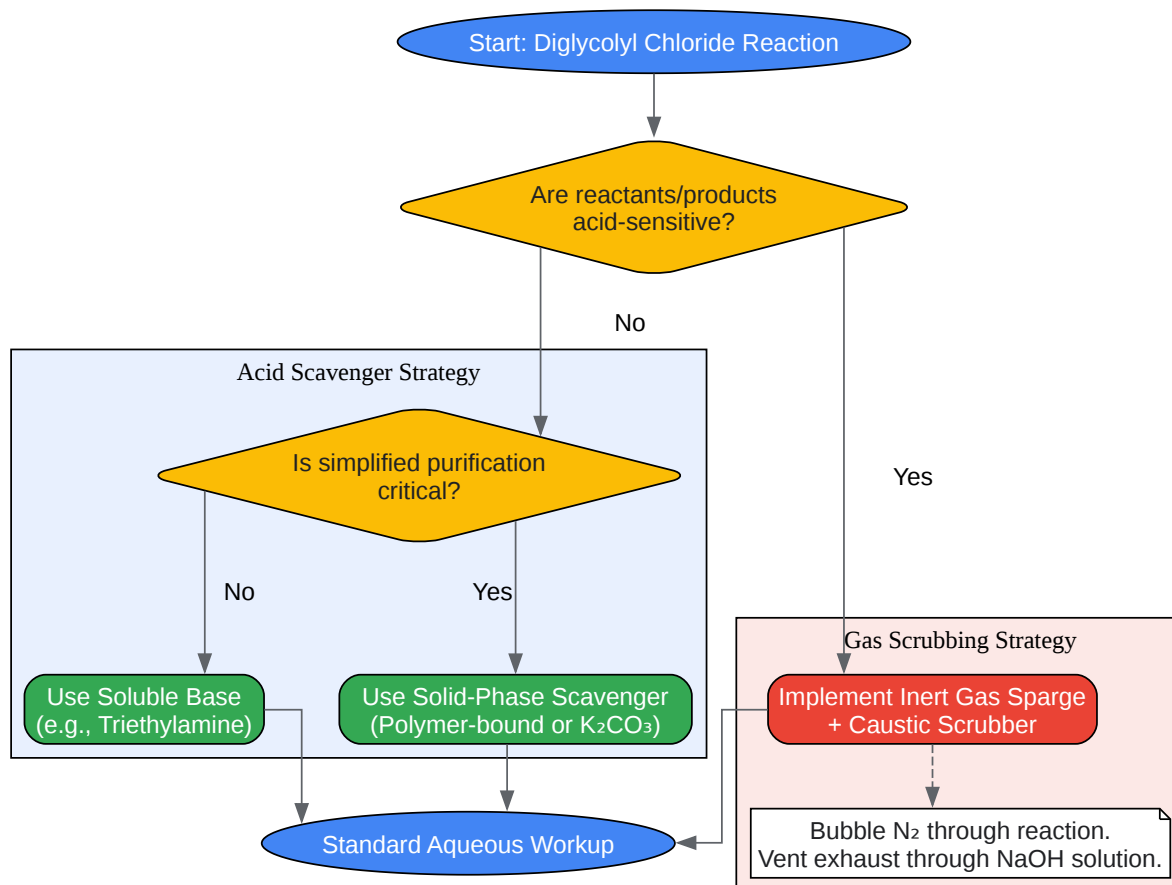 Start: Diglycolyl Chloride Reaction
Are reactants/products
acid-sensitive?
No
Acid Scavenger Strategy
Is simplified purification
critical?
Yes
No
Yes
Gas Scrubbing Strategy
Use Soluble Base
(e.g., Triethylamine)
Use Solid-Phase Scavenger
(Polymer-bound or K₂CO₃)
Implement Inert Gas Sparge
+ Caustic Scrubber
Standard Aqueous Workup
Bubble N₂ through reaction.
Vent exhaust through NaOH solution.